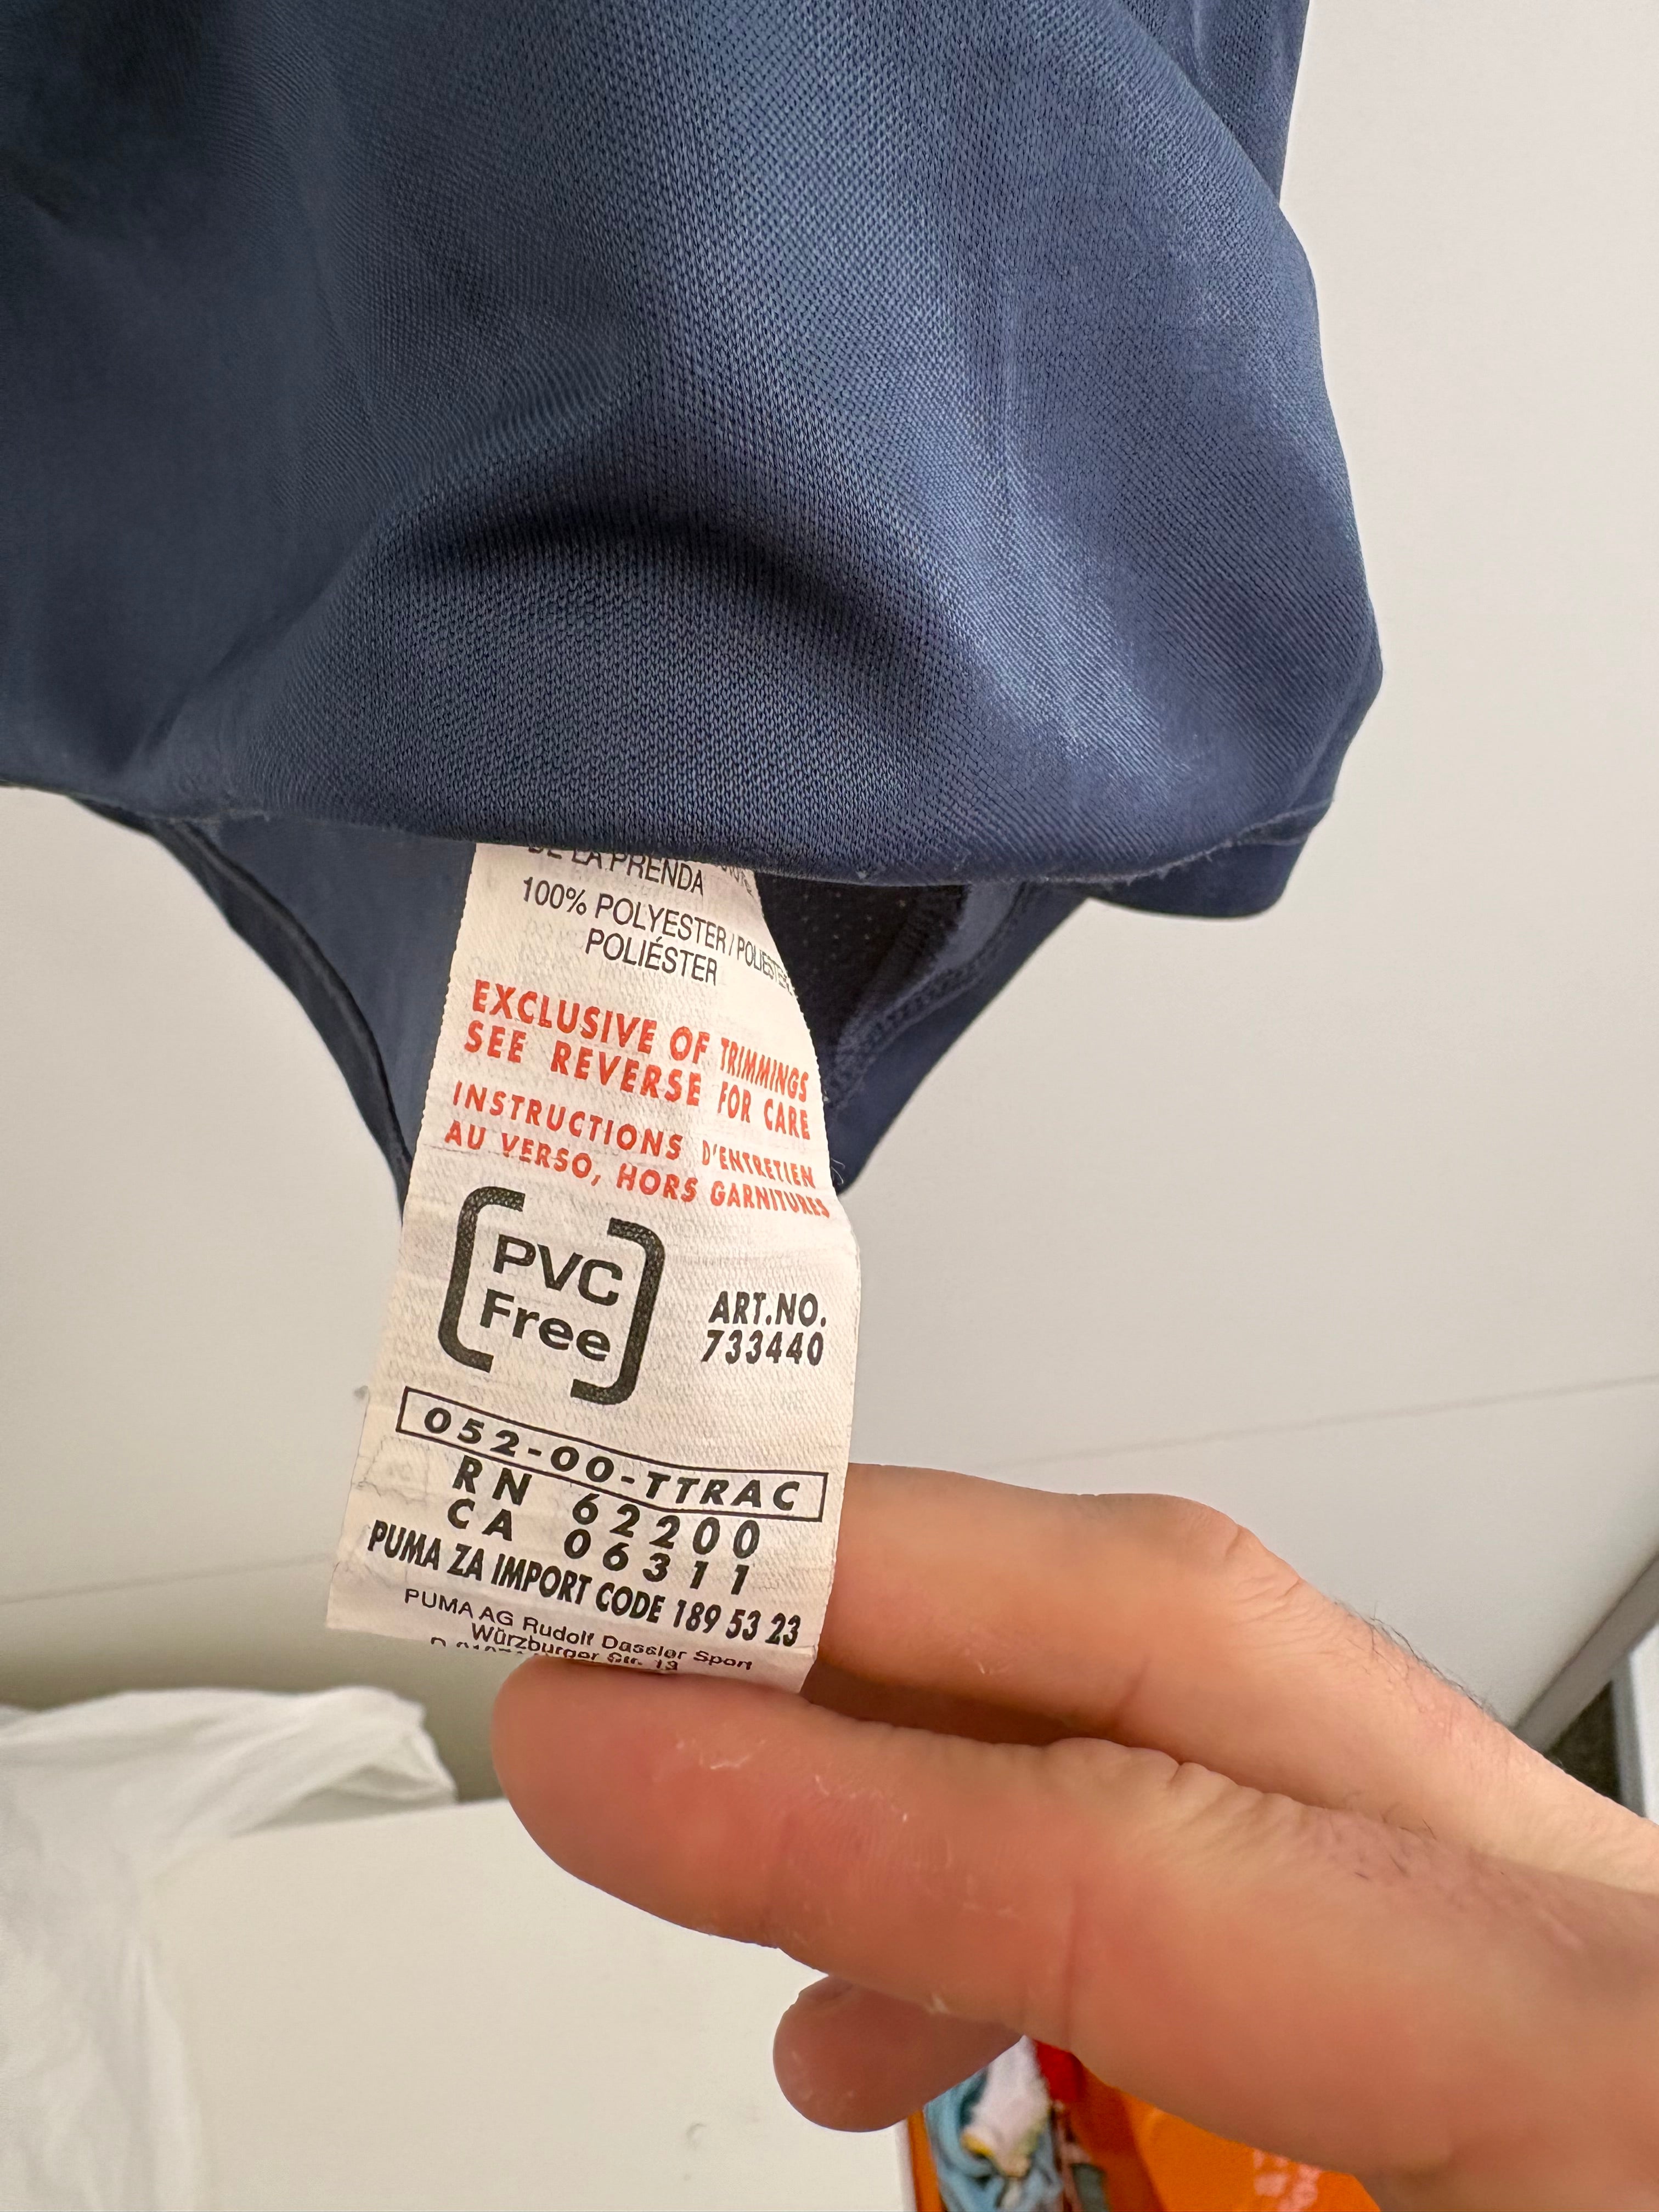 DE LA PRENDA
100% POLYESTER / POLIESTER
POLIÉSTER
EXCLUSIVE OF TRIMMINGS
SEE REVERSE FOR CARE
INSTRUCTIONS D'ENTRETIEN
AU VERSO, HORS GARNITURES
PVC
Free
ART.NO.
733440
052-00-TTRAC
RN 62200
CA 06311
PUMA ZA IMPORT CODE 189 53 23
PUMA AG Rudolf Dassler Sport
Würzburger Str. 13